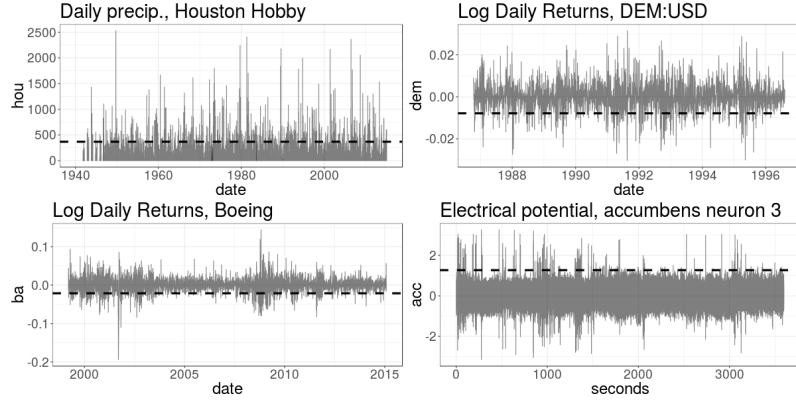 Daily precip., Houston Hobby
2500
2000
1500
1000
500
0
hou
1940
1960
1980
2000
date
Log Daily Returns, DEM:USD
0.02
0.00
-0.02
dem
1988
1990
1992
1994
1996
date
Log Daily Returns, Boeing
0.1
0.0
-0.1
-0.2
ba
2000
2005
2010
2015
date
Electrical potential, accumbens neuron 3
2
0
-2
acc
0
1000
2000
3000
seconds